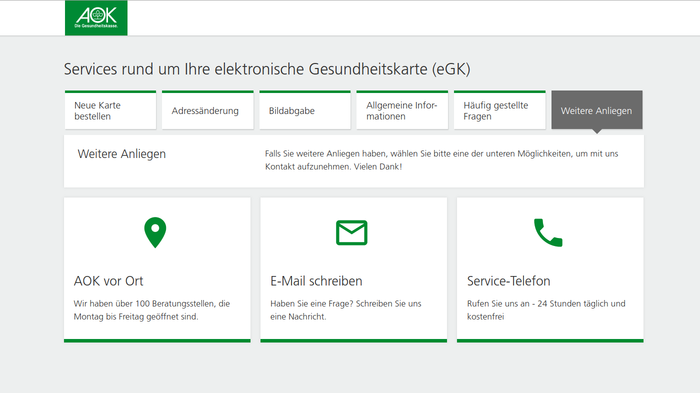 AOK
Die Gesundheitskasse.
Services rund um Ihre elektronische Gesundheitskarte (eGK)
Neue Karte
bestellen
Adressänderung
Bildabgabe
Allgemeine Infor-
mationen
Häufig gestellte
Fragen
Weitere Anliegen
Weitere Anliegen
Falls Sie weitere Anliegen haben, wählen Sie bitte eine der unteren Möglichkeiten, um mit uns
Kontakt aufzunehmen. Vielen Dank!
AOK vor Ort
Wir haben über 100 Beratungsstellen, die
Montag bis Freitag geöffnet sind.
E-Mail schreiben
Haben Sie eine Frage? Schreiben Sie uns
eine Nachricht.
Service-Telefon
Rufen Sie uns an - 24 Stunden täglich und
kostenfrei